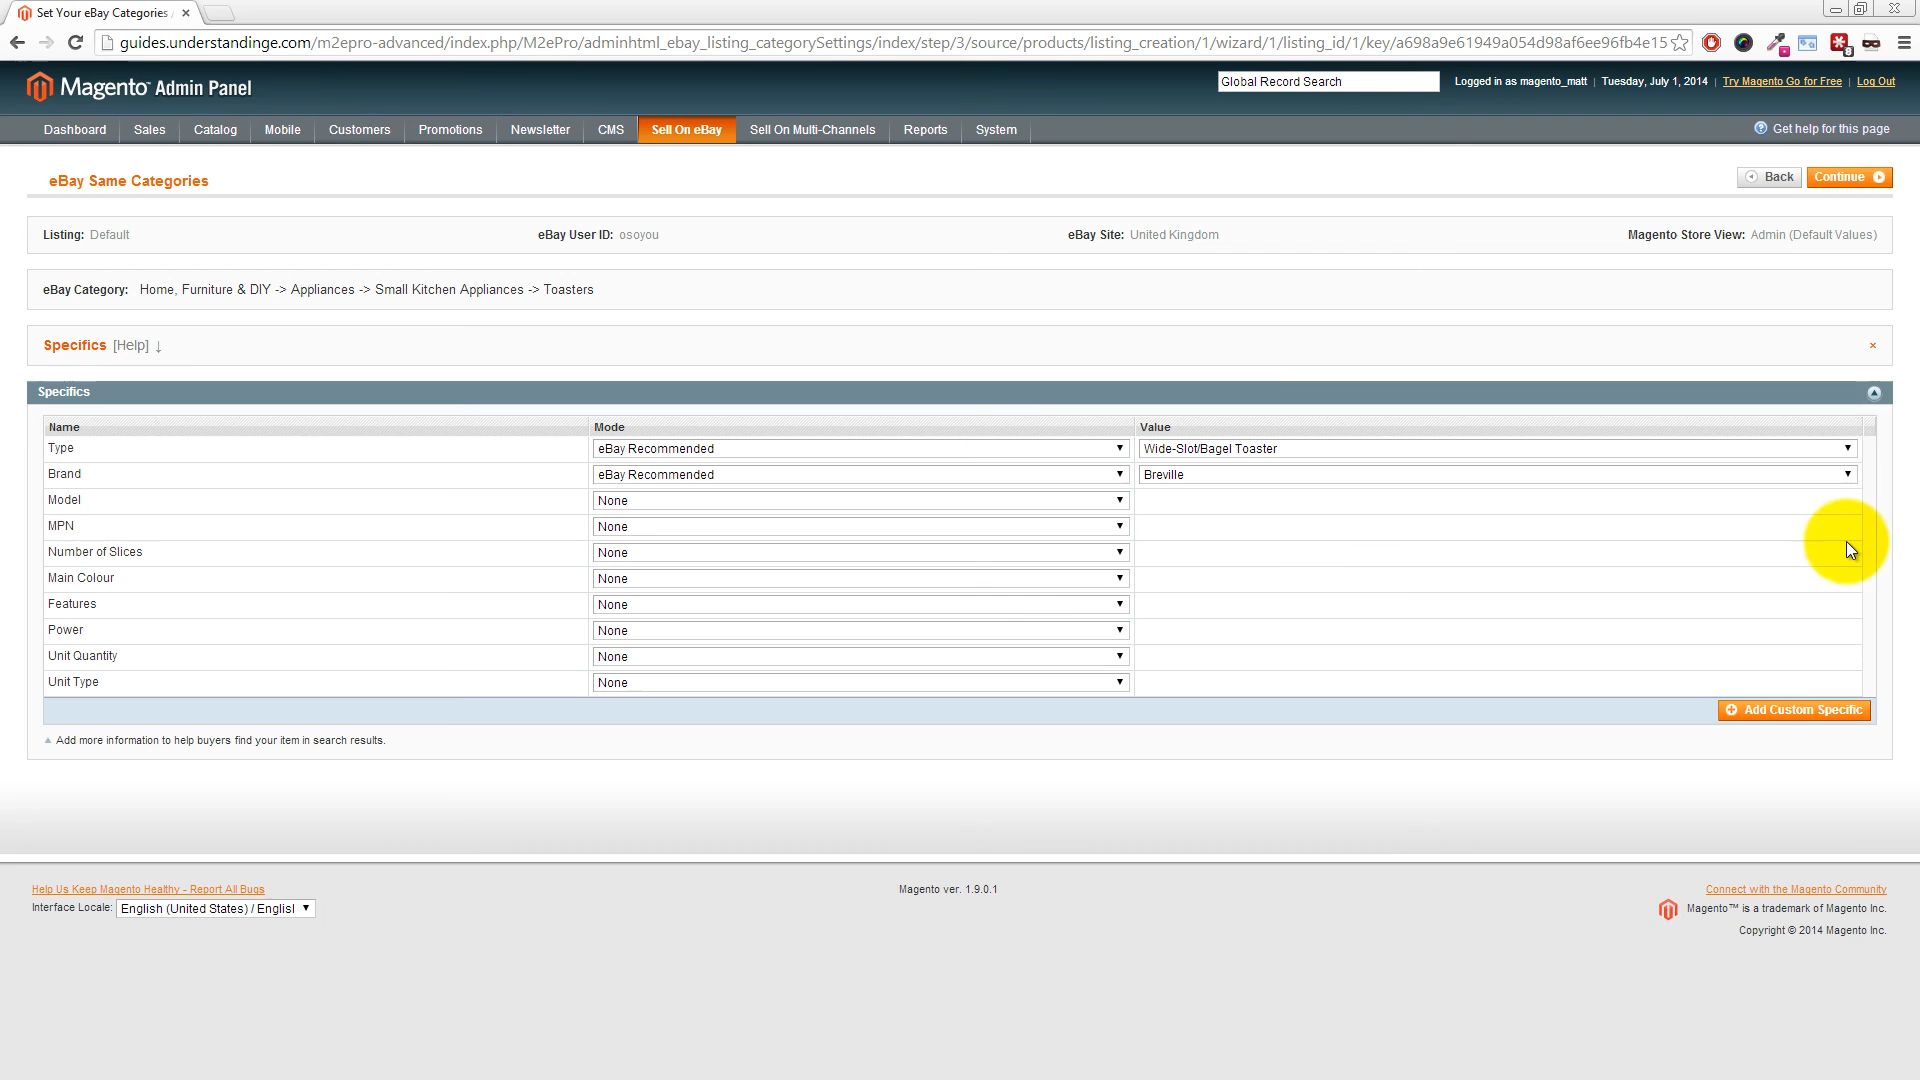 Set Your eBay Categories
guides.understandinge.com/m2epro-advanced/index.php/M2ePro/adminhtml_ebay_listing_categorySettings/index/step/3/source/products/listing_creation/1/wizard/1/listing_id/1/key/a698a9e61949a054d98af6ee96fb4e15
8
Magento™ Admin Panel
Global Record Search
Logged in as magento_matt | Tuesday, July 1, 2014 | Try Magento Go for Free | Log Out
Dashboard Sales Catalog Mobile Customers Promotions Newsletter CMS Sell On eBay Sell On Multi-Channels Reports System
Get help for this page
eBay Same Categories
Back Continue
Listing: Default eBay User ID: osoyou eBay Site: United Kingdom Magento Store View: Admin (Default Values)
eBay Category: Home, Furniture & DIY -> Appliances -> Small Kitchen Appliances -> Toasters
Specifics [Help] ↓
Specifics
Name Mode Value
Type eBay Recommended Wide-Slot/Bagel Toaster
Brand eBay Recommended Breville
Model None
MPN None
Number of Slices None
Main Colour None
Features None
Power None
Unit Quantity None
Unit Type None
Add Custom Specific
Add more information to help buyers find your item in search results.
Help Us Keep Magento Healthy - Report All Bugs
Magento ver. 1.9.0.1
Connect with the Magento Community
Interface Locale: English (United States) / Englisl
Magento™ is a trademark of Magento Inc.
Copyright © 2014 Magento Inc.